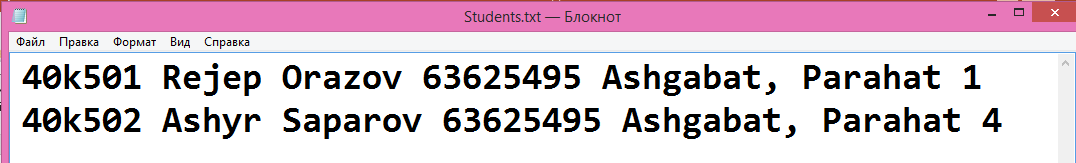 Students.txt — Блокнот
Файл Правка Формат Вид Справка
40k501 Rejep Orazov 63625495 Ashgabat, Parahat 1
40k502 Ashyr Saparov 63625495 Ashgabat, Parahat 4